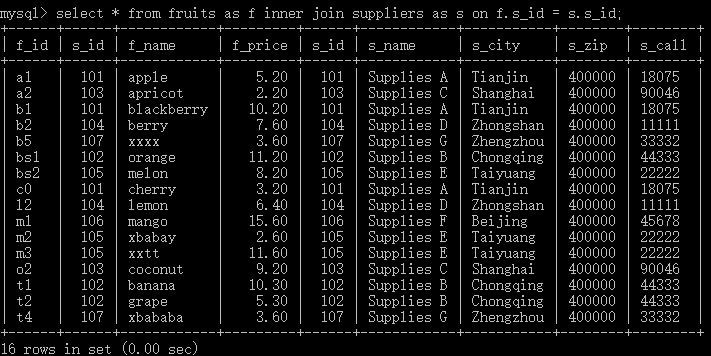 mysql> select * from fruits as f inner join suppliers as s on f.s_id = s.s_id;
+------+------+------------+---------+------+------------+-----------+--------+--------+
| f_id | s_id | f_name | f_price | s_id | s_name | s_city | s_zip | s_call |
+------+------+------------+---------+------+------------+-----------+--------+--------+
| a1 | 101 | apple | 5.20 | 101 | Supplies A | Tianjin | 400000 | 18075 |
| a2 | 103 | apricot | 2.20 | 103 | Supplies C | Shanghai | 400000 | 90046 |
| b1 | 101 | blackberry | 10.20 | 101 | Supplies A | Tianjin | 400000 | 18075 |
| b2 | 104 | berry | 7.60 | 104 | Supplies D | Zhongshan | 400000 | 11111 |
| b5 | 107 | xxxx | 3.60 | 107 | Supplies G | Zhengzhou | 400000 | 33332 |
| bs1 | 102 | orange | 11.20 | 102 | Supplies B | Chongqing | 400000 | 44333 |
| bs2 | 105 | melon | 8.20 | 105 | Supplies E | Taiyuang | 400000 | 22222 |
| c0 | 101 | cherry | 3.20 | 101 | Supplies A | Tianjin | 400000 | 18075 |
| l2 | 104 | lemon | 6.40 | 104 | Supplies D | Zhongshan | 400000 | 11111 |
| m1 | 106 | mango | 15.60 | 106 | Supplies F | Beijing | 400000 | 45678 |
| m2 | 105 | xbabay | 2.60 | 105 | Supplies E | Taiyuang | 400000 | 22222 |
| m3 | 105 | xxtt | 11.60 | 105 | Supplies E | Taiyuang | 400000 | 22222 |
| o2 | 103 | coconut | 9.20 | 103 | Supplies C | Shanghai | 400000 | 90046 |
| t1 | 102 | banana | 10.30 | 102 | Supplies B | Chongqing | 400000 | 44333 |
| t2 | 102 | grape | 5.30 | 102 | Supplies B | Chongqing | 400000 | 44333 |
| t4 | 107 | xbababa | 3.60 | 107 | Supplies G | Zhengzhou | 400000 | 33332 |
+------+------+------------+---------+------+------------+-----------+--------+--------+
16 rows in set (0.00 sec)